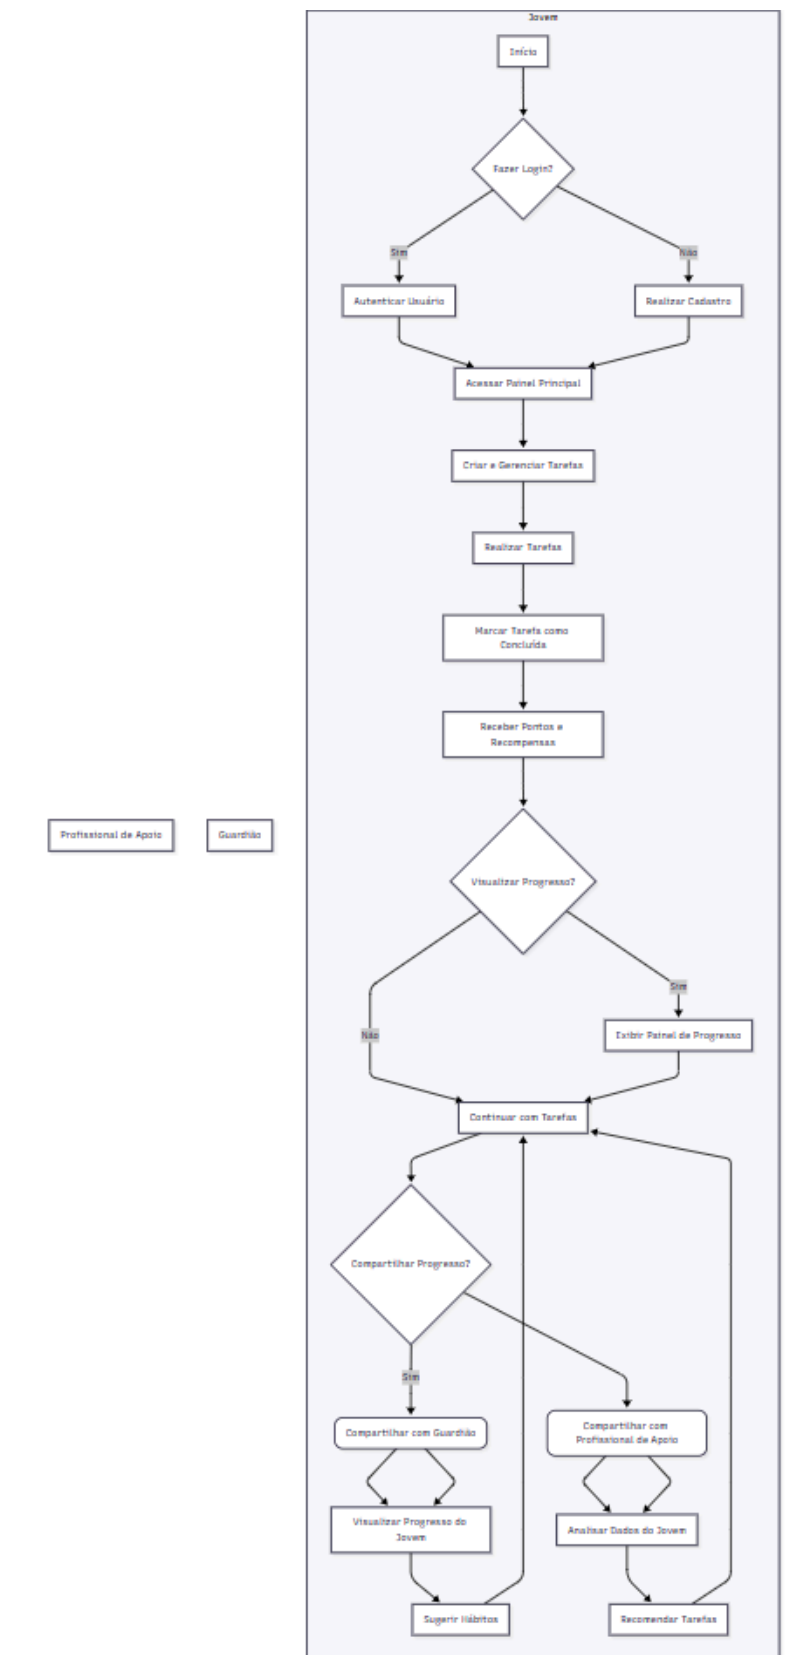 Jovem
Início
Fazer Login?
Sim
Não
Autenticar Usuário
Realizar Cadastro
Acessar Painel Principal
Criar e Gerenciar Tarefas
Realizar Tarefas
Marcar Tarefa como
Concluída
Receber Pontos e
Recompensas
Profissional de Apoio
Guardião
Visualizar Progresso?
Sim
Não
Exibir Painel de Progresso
Continuar com Tarefas
Compartilhar Progresso?
Sim
Compartilhar com Guardião
Compartilhar com
Profissional de Apoio
Visualizar Progresso do
Jovem
Analisar Dados do Jovem
Sugerir Hábitos
Recomendar Tarefas